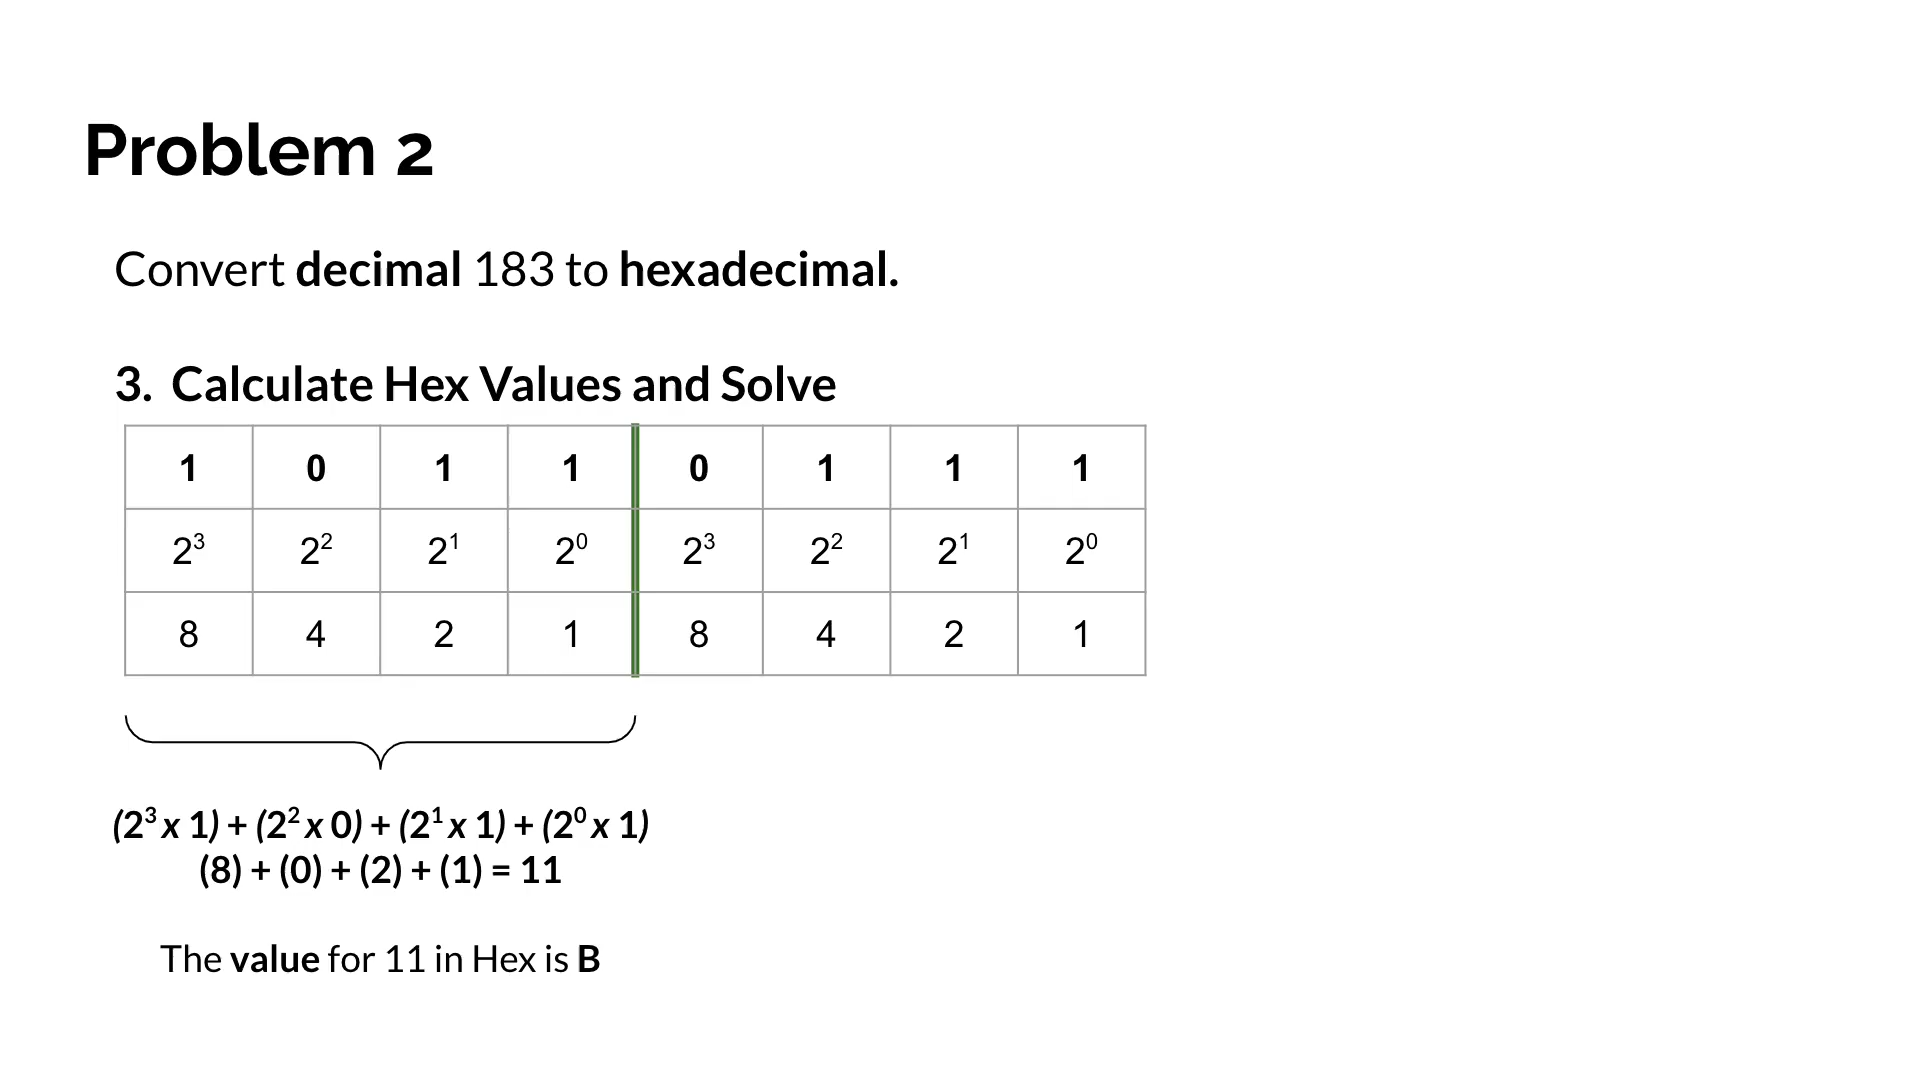 Problem 2
Convert decimal 183 to hexadecimal.
3. Calculate Hex Values and Solve
1 0 1 1 0 1 1 1
2³ 2² 2¹ 2⁰ 2³ 2² 2¹ 2⁰
8 4 2 1 8 4 2 1
(2³ x 1) + (2² x 0) + (2¹ x 1) + (2⁰ x 1)
(8) + (0) + (2) + (1) = 11
The value for 11 in Hex is B